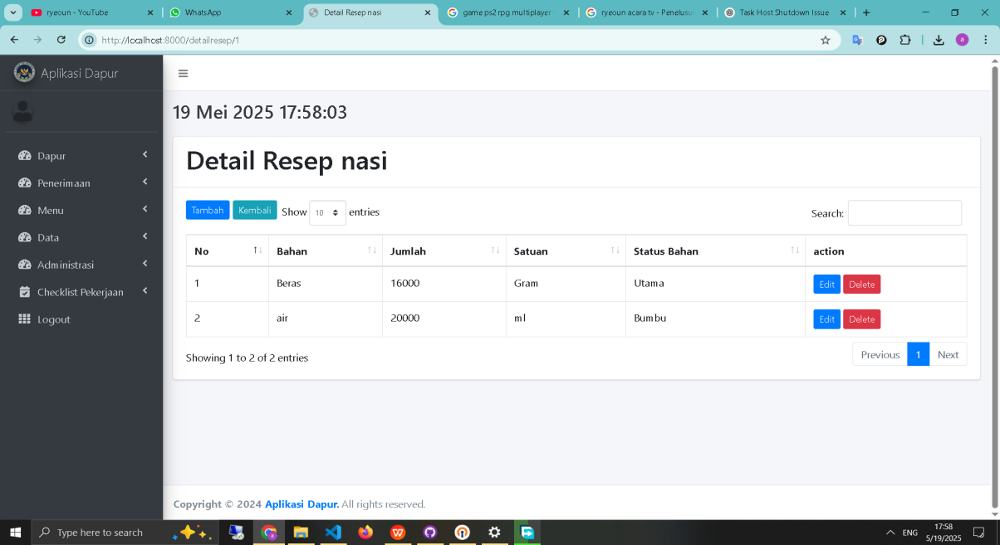 ryeoun - YouTube
WhatsApp
Detail Resep nasi
game ps2 rpg multiplayer -
ryeoun acara tv - Penelusu
Task Host Shutdown Issue
http://localhost:8000/detailresep/1
a
Aplikasi Dapur
19 Mei 2025 17:58:03
Dapur
Penerimaan
Menu
Data
Administrasi
Checklist Pekerjaan
Logout
Detail Resep nasi
Tambah Kembali Show 10 entries
Search:
No Bahan Jumlah Satuan Status Bahan action
1 Beras 16000 Gram Utama Edit Delete
2 air 20000 ml Bumbu Edit Delete
Showing 1 to 2 of 2 entries
Previous 1 Next
Copyright © 2024 Aplikasi Dapur. All rights reserved.
Type here to search
ENG
17:58
5/19/2025